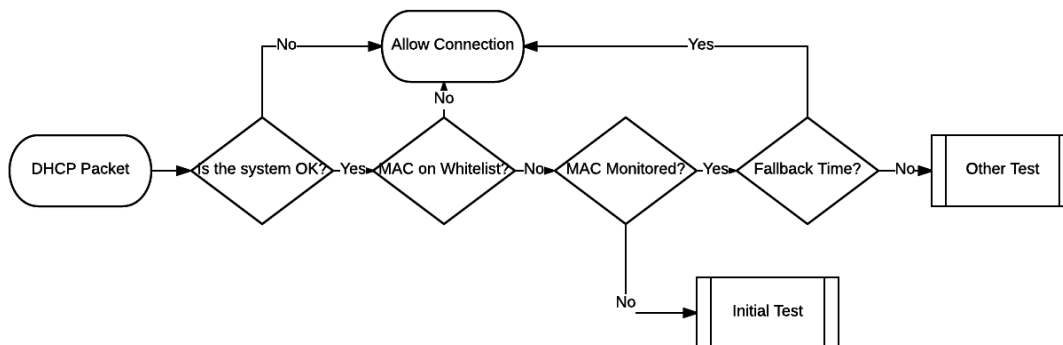 No
Allow Connection
Yes
No
DHCP Packet
Is the system OK?
Yes
MAC on Whitelist?
No
MAC Monitored?
Yes
Fallback Time?
No
Other Test
No
Initial Test